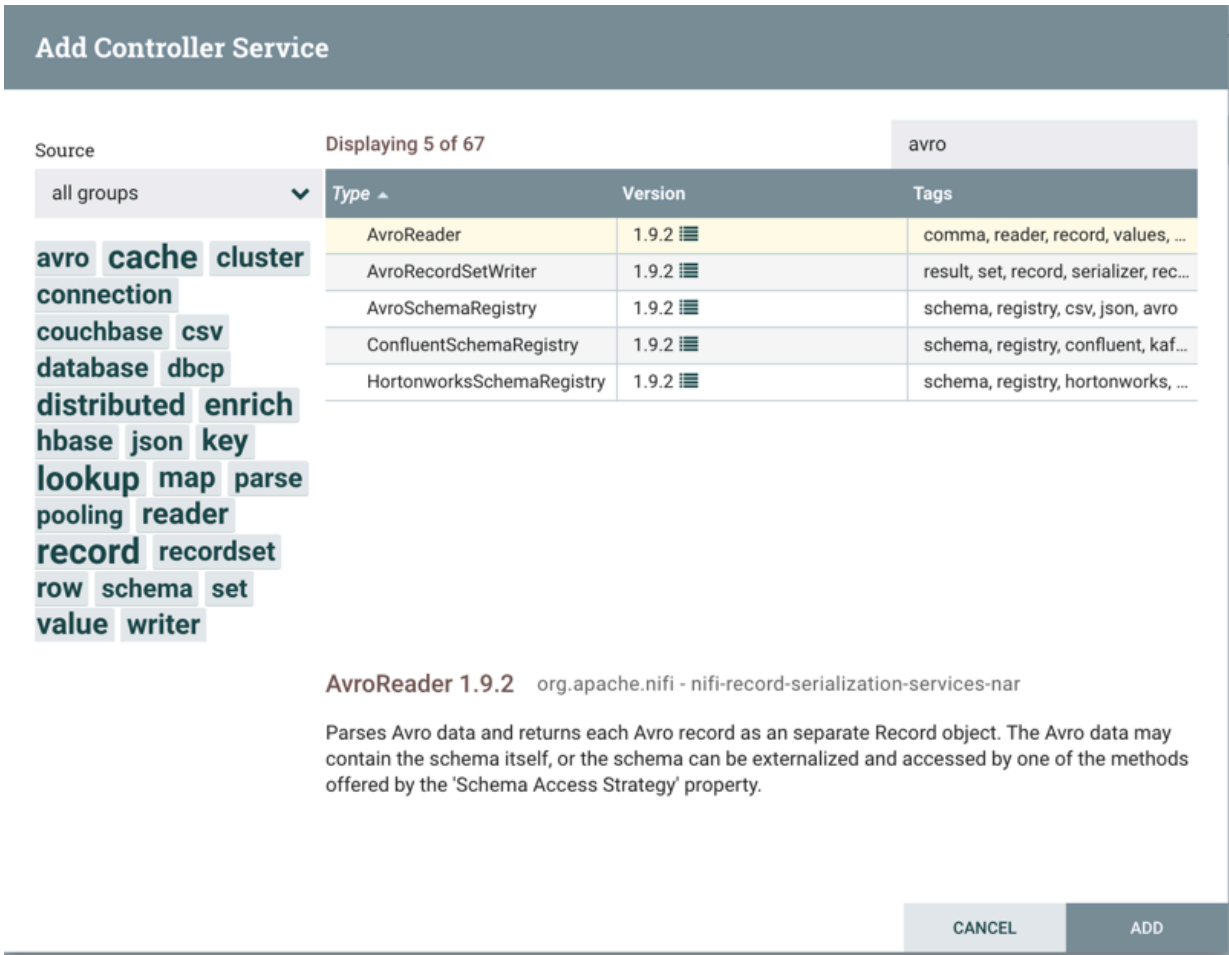 Add Controller Service
Source
Displaying 5 of 67
avro
all groups
Type Version Tags
AvroReader 1.9.2 comma, reader, record, values, ...
AvroRecordSetWriter 1.9.2 result, set, record, serializer, rec...
AvroSchemaRegistry 1.9.2 schema, registry, csv, json, avro
ConfluentSchemaRegistry 1.9.2 schema, registry, confluent, kaf...
HortonworksSchemaRegistry 1.9.2 schema, registry, hortonworks, ...
avro cache cluster
connection
couchbase csv
database dbcp
distributed enrich
hbase json key
lookup map parse
pooling reader
record recordset
row schema set
value writer
AvroReader 1.9.2 org.apache.nifi - nifi-record-serialization-services-nar
Parses Avro data and returns each Avro record as an separate Record object. The Avro data may
contain the schema itself, or the schema can be externalized and accessed by one of the methods
offered by the 'Schema Access Strategy' property.
CANCEL ADD